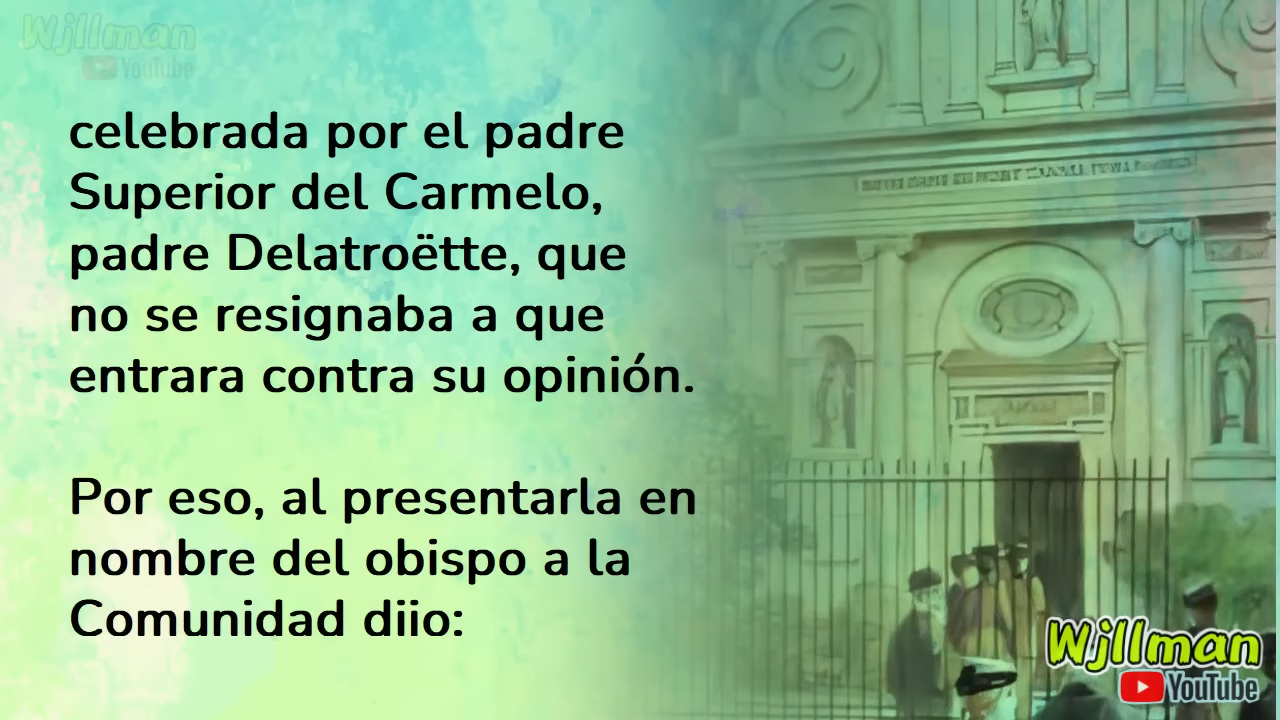 Wjllman
YouTube
celebrada por el padre
Superior del Carmelo,
padre Delatroëtte, que
no se resignaba a que
entrara contra su opinión.
Por eso, al presentarla en
nombre del obispo a la
Comunidad diio:
Wjllman
YouTube